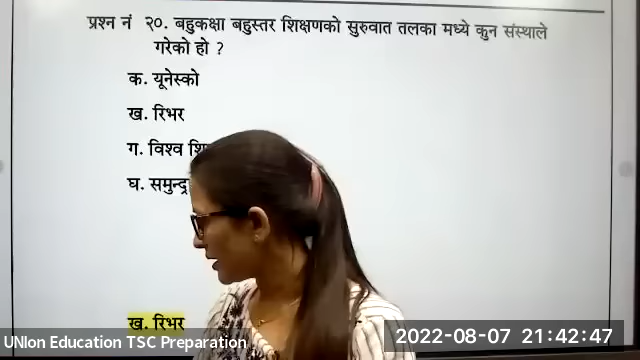 प्रश्न नं २०. बहुकक्षा बहुस्तर शिक्षणको सुरुवात तलका मध्ये कुन संस्थाले
गरेको हो ?
क. यूनेस्को
ख. रिभर
ग. विश्व
घ. समुन्द्र
ख. रिभर
UNIon Education TSC Preparation
2022-08-07 21:42:47